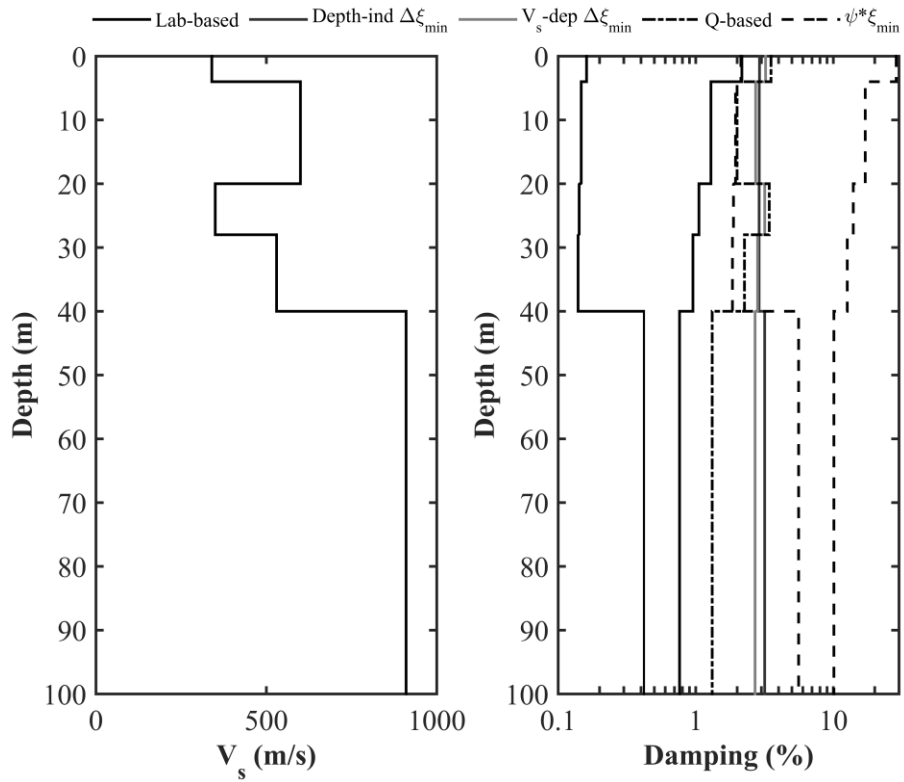 Lab-based Depth-ind Δξmin Vs-dep Δξmin Q-based ψ*ξmin
0 0
10 10
20 20
30 30
40 40
50 50
60 60
70 70
80 80
90 90
100 100
Depth (m) Depth (m)
0 500 1000 0.1 1 10
Vs (m/s) Damping (%)